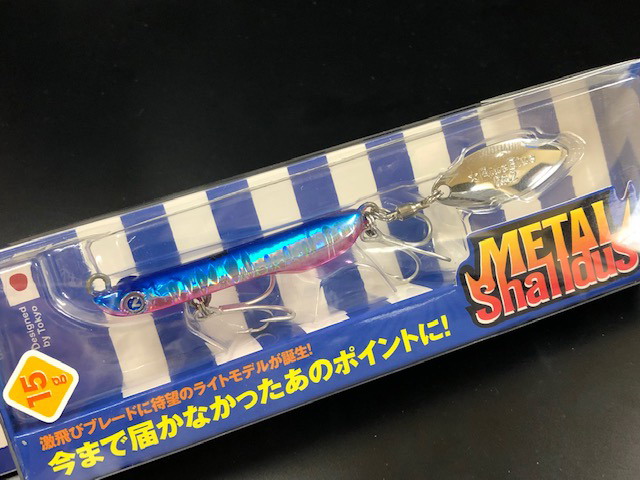 METAL
Shalldus
Designed
by Tokyo
15g
激飛びブレードに待望のライトモデルが誕生!
今まで届かなかったあのポイントに!